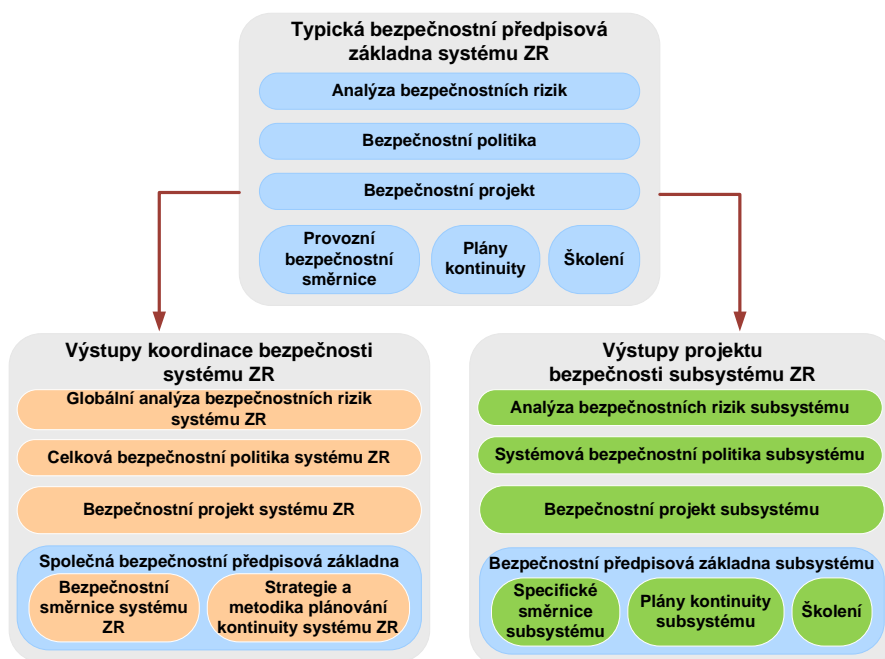 Typická bezpečnostní předpisová
základna systému ZR
Analýza bezpečnostních rizik
Bezpečnostní politika
Bezpečnostní projekt
Provozní
bezpečnostní
směrnice
Plány
kontinuity
Školení
Výstupy koordinace bezpečnosti
systému ZR
Globální analýza bezpečnostních rizik
systému ZR
Celková bezpečnostní politika systému ZR
Bezpečnostní projekt systému ZR
Společná bezpečnostní předpisová základna
Bezpečnostní
směrnice systému
ZR
Strategie a
metodika plánování
kontinuity systému ZR
Výstupy projektu
bezpečnosti subsystému ZR
Analýza bezpečnostních rizik subsystému
Systémová bezpečnostní politika subsystému
Bezpečnostní projekt subsystému
Bezpečnostní předpisová základna subsystému
Specifické
směrnice
subsystému
Plány kontinuity
subsystému
Školení